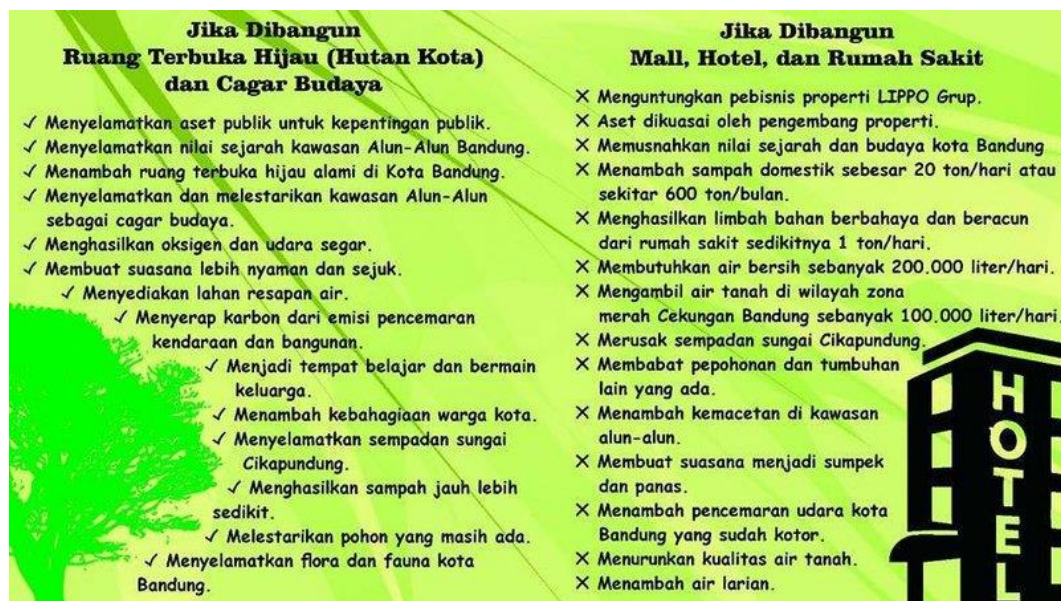 Jika Dibangun
Ruang Terbuka Hijau (Hutan Kota)
dan Cagar Budaya
✓ Menyelamatkan aset publik untuk kepentingan publik.
✓ Menyelamatkan nilai sejarah kawasan Alun-Alun Bandung.
✓ Menambah ruang terbuka hijau alami di Kota Bandung.
✓ Menyelamatkan dan melestarikan kawasan Alun-Alun
sebagai cagar budaya.
✓ Menghasilkan oksigen dan udara segar.
✓ Membuat suasana lebih nyaman dan sejuk.
✓ Menyediakan lahan resapan air.
✓ Menyerap karbon dari emisi pencemaran
kendaraan dan bangunan.
✓ Menjadi tempat belajar dan bermain
keluarga.
✓ Menambah kebahagiaan warga kota.
✓ Menyelamatkan sempadan sungai
Cikapundung.
✓ Menghasilkan sampah jauh lebih
sedikit.
✓ Melestarikan pohon yang masih ada.
✓ Menyelamatkan flora dan fauna kota
Bandung.
Jika Dibangun
Mall, Hotel, dan Rumah Sakit
✕ Menguntungkan pebisnis properti LIPPO Grup.
✕ Aset dikuasai oleh pengembang properti.
✕ Memusnahkan nilai sejarah dan budaya kota Bandung
✕ Menambah sampah domestik sebesar 20 ton/hari atau
sekitar 600 ton/bulan.
✕ Menghasilkan limbah bahan berbahaya dan beracun
dari rumah sakit sedikitnya 1 ton/hari.
✕ Membutuhkan air bersih sebanyak 200.000 liter/hari.
✕ Mengambil air tanah di wilayah zona
merah Cekungan Bandung sebanyak 100.000 liter/hari.
✕ Merusak sempadan sungai Cikapundung.
✕ Membabat pepohonan dan tumbuhan
lain yang ada.
✕ Menambah kemacetan di kawasan
alun-alun.
✕ Membuat suasana menjadi sumpek
dan panas.
✕ Menambah pencemaran udara kota
Bandung yang sudah kotor.
✕ Menurunkan kualitas air tanah.
✕ Menambah air larian.
HOTEL